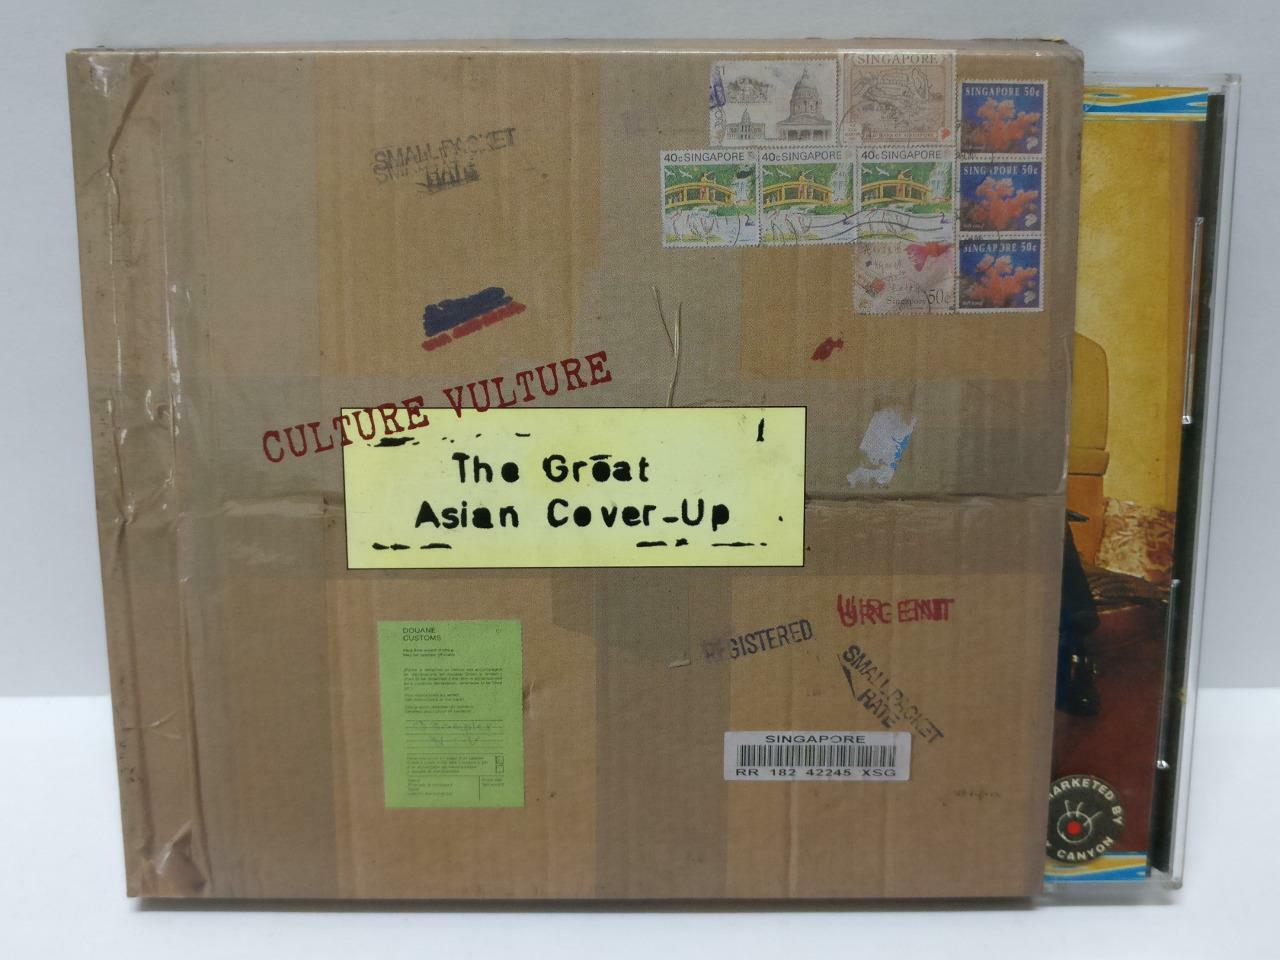 SINGAPORE
SINGAPORE 50c
SMALL PACKET
RATE
40c SINGAPORE
40c SINGAPORE
40c SINGAPORE
SINGAPORE 50c
SINGAPORE 50c
Singapore 50c
CULTURE VULTURE
The Great
Asian Cover-Up
DOUANE
CUSTOMS
URGENT
REGISTERED
SMALL PACKET
RATE
SINGAPORE
RR 182 42245 XSG
MARKETED BY
CANYON